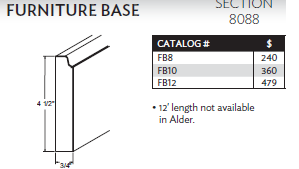 FURNITURE BASE
SECTION
8088
CATALOG # $
FB8 240
FB10 360
FB12 479
4 1/2"
3/4"
• 12' length not available
in Alder.